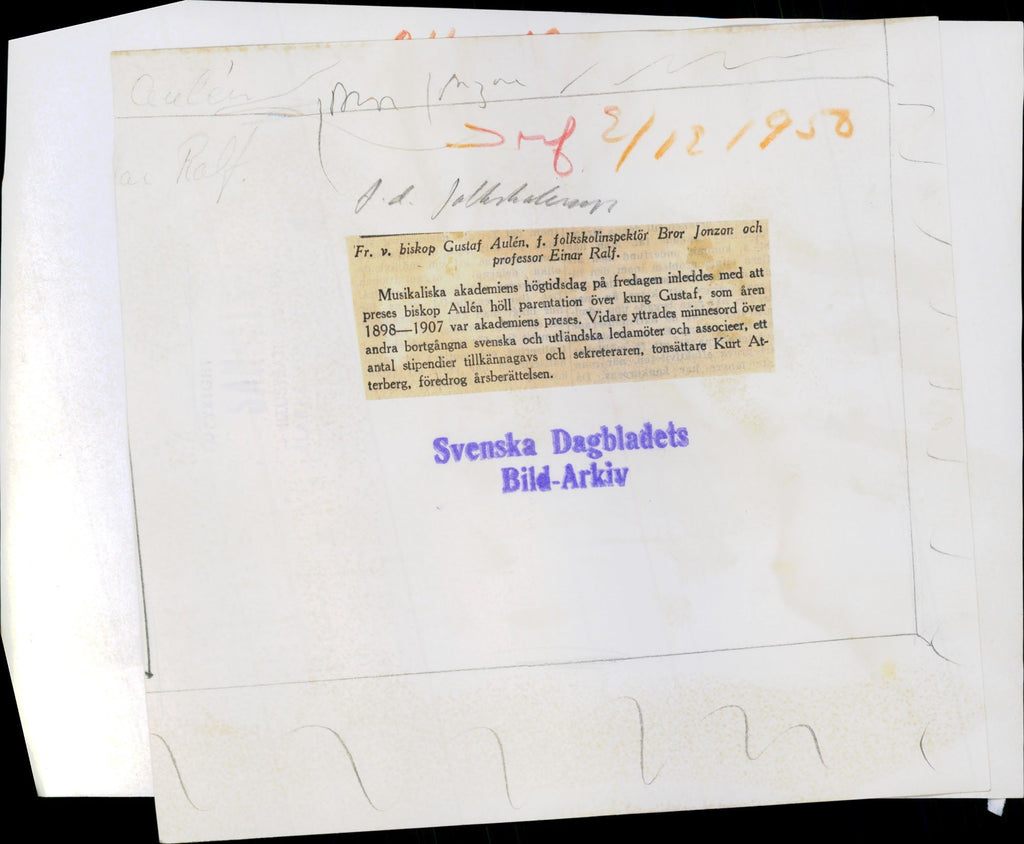 Aulén Bror Jonzon
Ralf.
SvD 2/12 1950
f. d. folkskoleinsp
Fr. v. biskop Gustaf Aulén, f. folkskolinspektör Bror Jonzon och
professor Einar Ralf.
Musikaliska akademiens högtidsdag på fredagen inleddes med att
preses biskop Aulén höll parentation över kung Gustaf, som åren
1898—1907 var akademiens preses. Vidare yttrades minnesord över
andra bortgångna svenska och utländska ledamöter och associeer, ett
antal stipendier tillkännagavs och sekreteraren, tonsättare Kurt At-
terberg, föredrog årsberättelsen.
Svenska Dagbladets
Bild-Arkiv